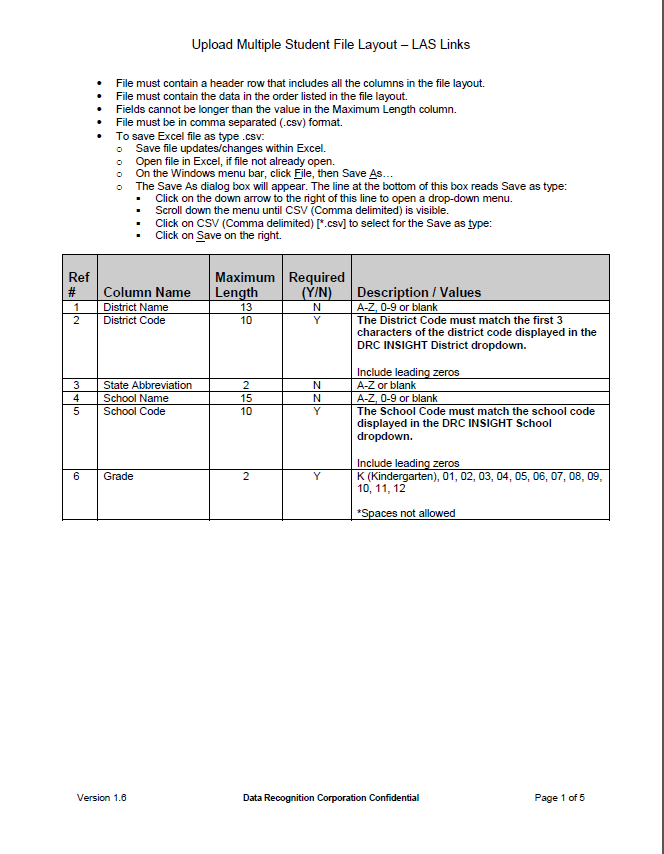 Upload Multiple Student File Layout – LAS Links
• File must contain a header row that includes all the columns in the file layout.
• File must contain the data in the order listed in the file layout.
• Fields cannot be longer than the value in the Maximum Length column.
• File must be in comma separated (.csv) format.
• To save Excel file as type .csv:
o Save file updates/changes within Excel.
o Open file in Excel, if file not already open.
o On the Windows menu bar, click File, then Save As…
o The Save As dialog box will appear. The line at the bottom of this box reads Save as type:
▪ Click on the down arrow to the right of this line to open a drop-down menu.
▪ Scroll down the menu until CSV (Comma delimited) is visible.
▪ Click on CSV (Comma delimited) [*.csv] to select for the Save as type:
▪ Click on Save on the right.
Ref Maximum Required
# Column Name Length (Y/N) Description / Values
1 District Name 13 N A-Z, 0-9 or blank
2 District Code 10 Y The District Code must match the first 3
characters of the district code displayed in the
DRC INSIGHT District dropdown.
Include leading zeros
3 State Abbreviation 2 N A-Z or blank
4 School Name 15 N A-Z, 0-9 or blank
5 School Code 10 Y The School Code must match the school code
displayed in the DRC INSIGHT School
dropdown.
Include leading zeros
6 Grade 2 Y K (Kindergarten), 01, 02, 03, 04, 05, 06, 07, 08, 09,
10, 11, 12
*Spaces not allowed
Version 1.6 Data Recognition Corporation Confidential Page 1 of 5